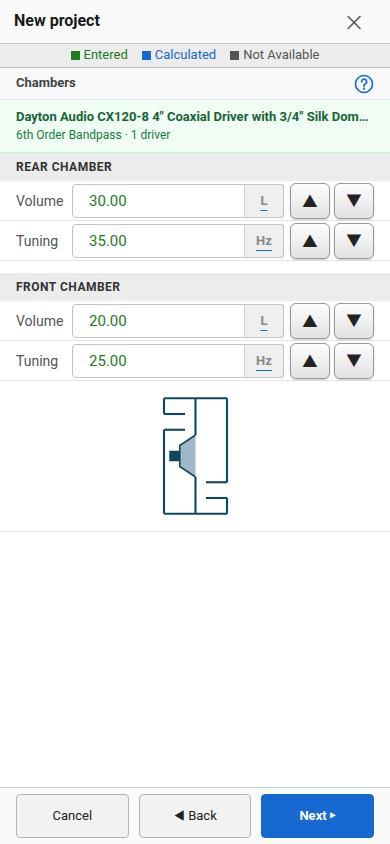 New project
Entered Calculated Not Available
Chambers
Dayton Audio CX120-8 4" Coaxial Driver with 3/4" Silk Dom...
6th Order Bandpass · 1 driver
REAR CHAMBER
Volume 30.00 L ▲ ▼
Tuning 35.00 Hz ▲ ▼
FRONT CHAMBER
Volume 20.00 L ▲ ▼
Tuning 25.00 Hz ▲ ▼
Cancel ◀ Back Next ▸